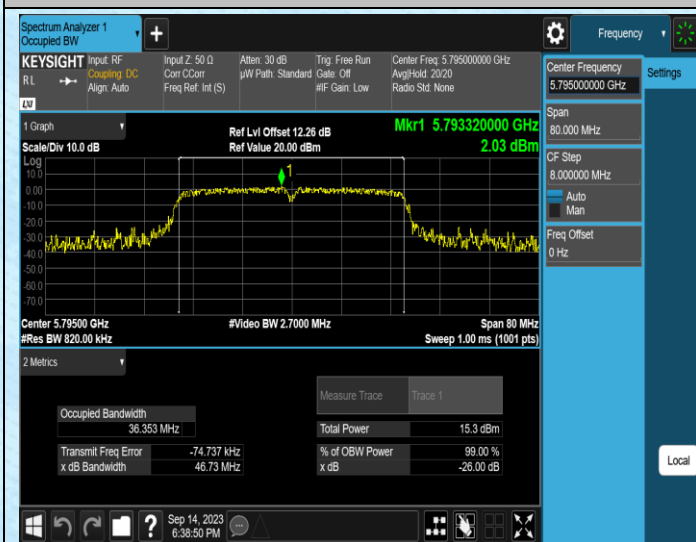 Spectrum Analyzer 1
Occupied BW
Frequency
KEYSIGHT
R L
LXI
Input: RF
Coupling: DC
Align: Auto
Input Z: 50 Ω
Corr CCorr
Freq Ref: Int (S)
Atten: 30 dB
µW Path: Standard
Trig: Free Run
Gate: Off
#IF Gain: Low
Center Freq: 5.795000000 GHz
Avg|Hold: 20/20
Radio Std: None
Center Frequency
5.795000000 GHz
Settings
Span
80.000 MHz
CF Step
8.000000 MHz
Auto
Man
Freq Offset
0 Hz
Local
1 Graph
Scale/Div 10.0 dB
Ref Lvl Offset 12.26 dB
Ref Value 20.00 dBm
Mkr1 5.793320000 GHz
2.03 dBm
Log
10.0
0.00
-10.0
-20.0
-30.0
-40.0
-50.0
-60.0
-70.0
1
Center 5.79500 GHz
#Res BW 820.00 kHz
#Video BW 2.7000 MHz
Span 80 MHz
Sweep 1.00 ms (1001 pts)
2 Metrics
Measure Trace
Trace 1
Occupied Bandwidth
36.353 MHz
Total Power
15.3 dBm
Transmit Freq Error
-74.737 kHz
% of OBW Power
99.00 %
x dB Bandwidth
46.73 MHz
x dB
-26.00 dB
?
Sep 14, 2023
6:38:50 PM